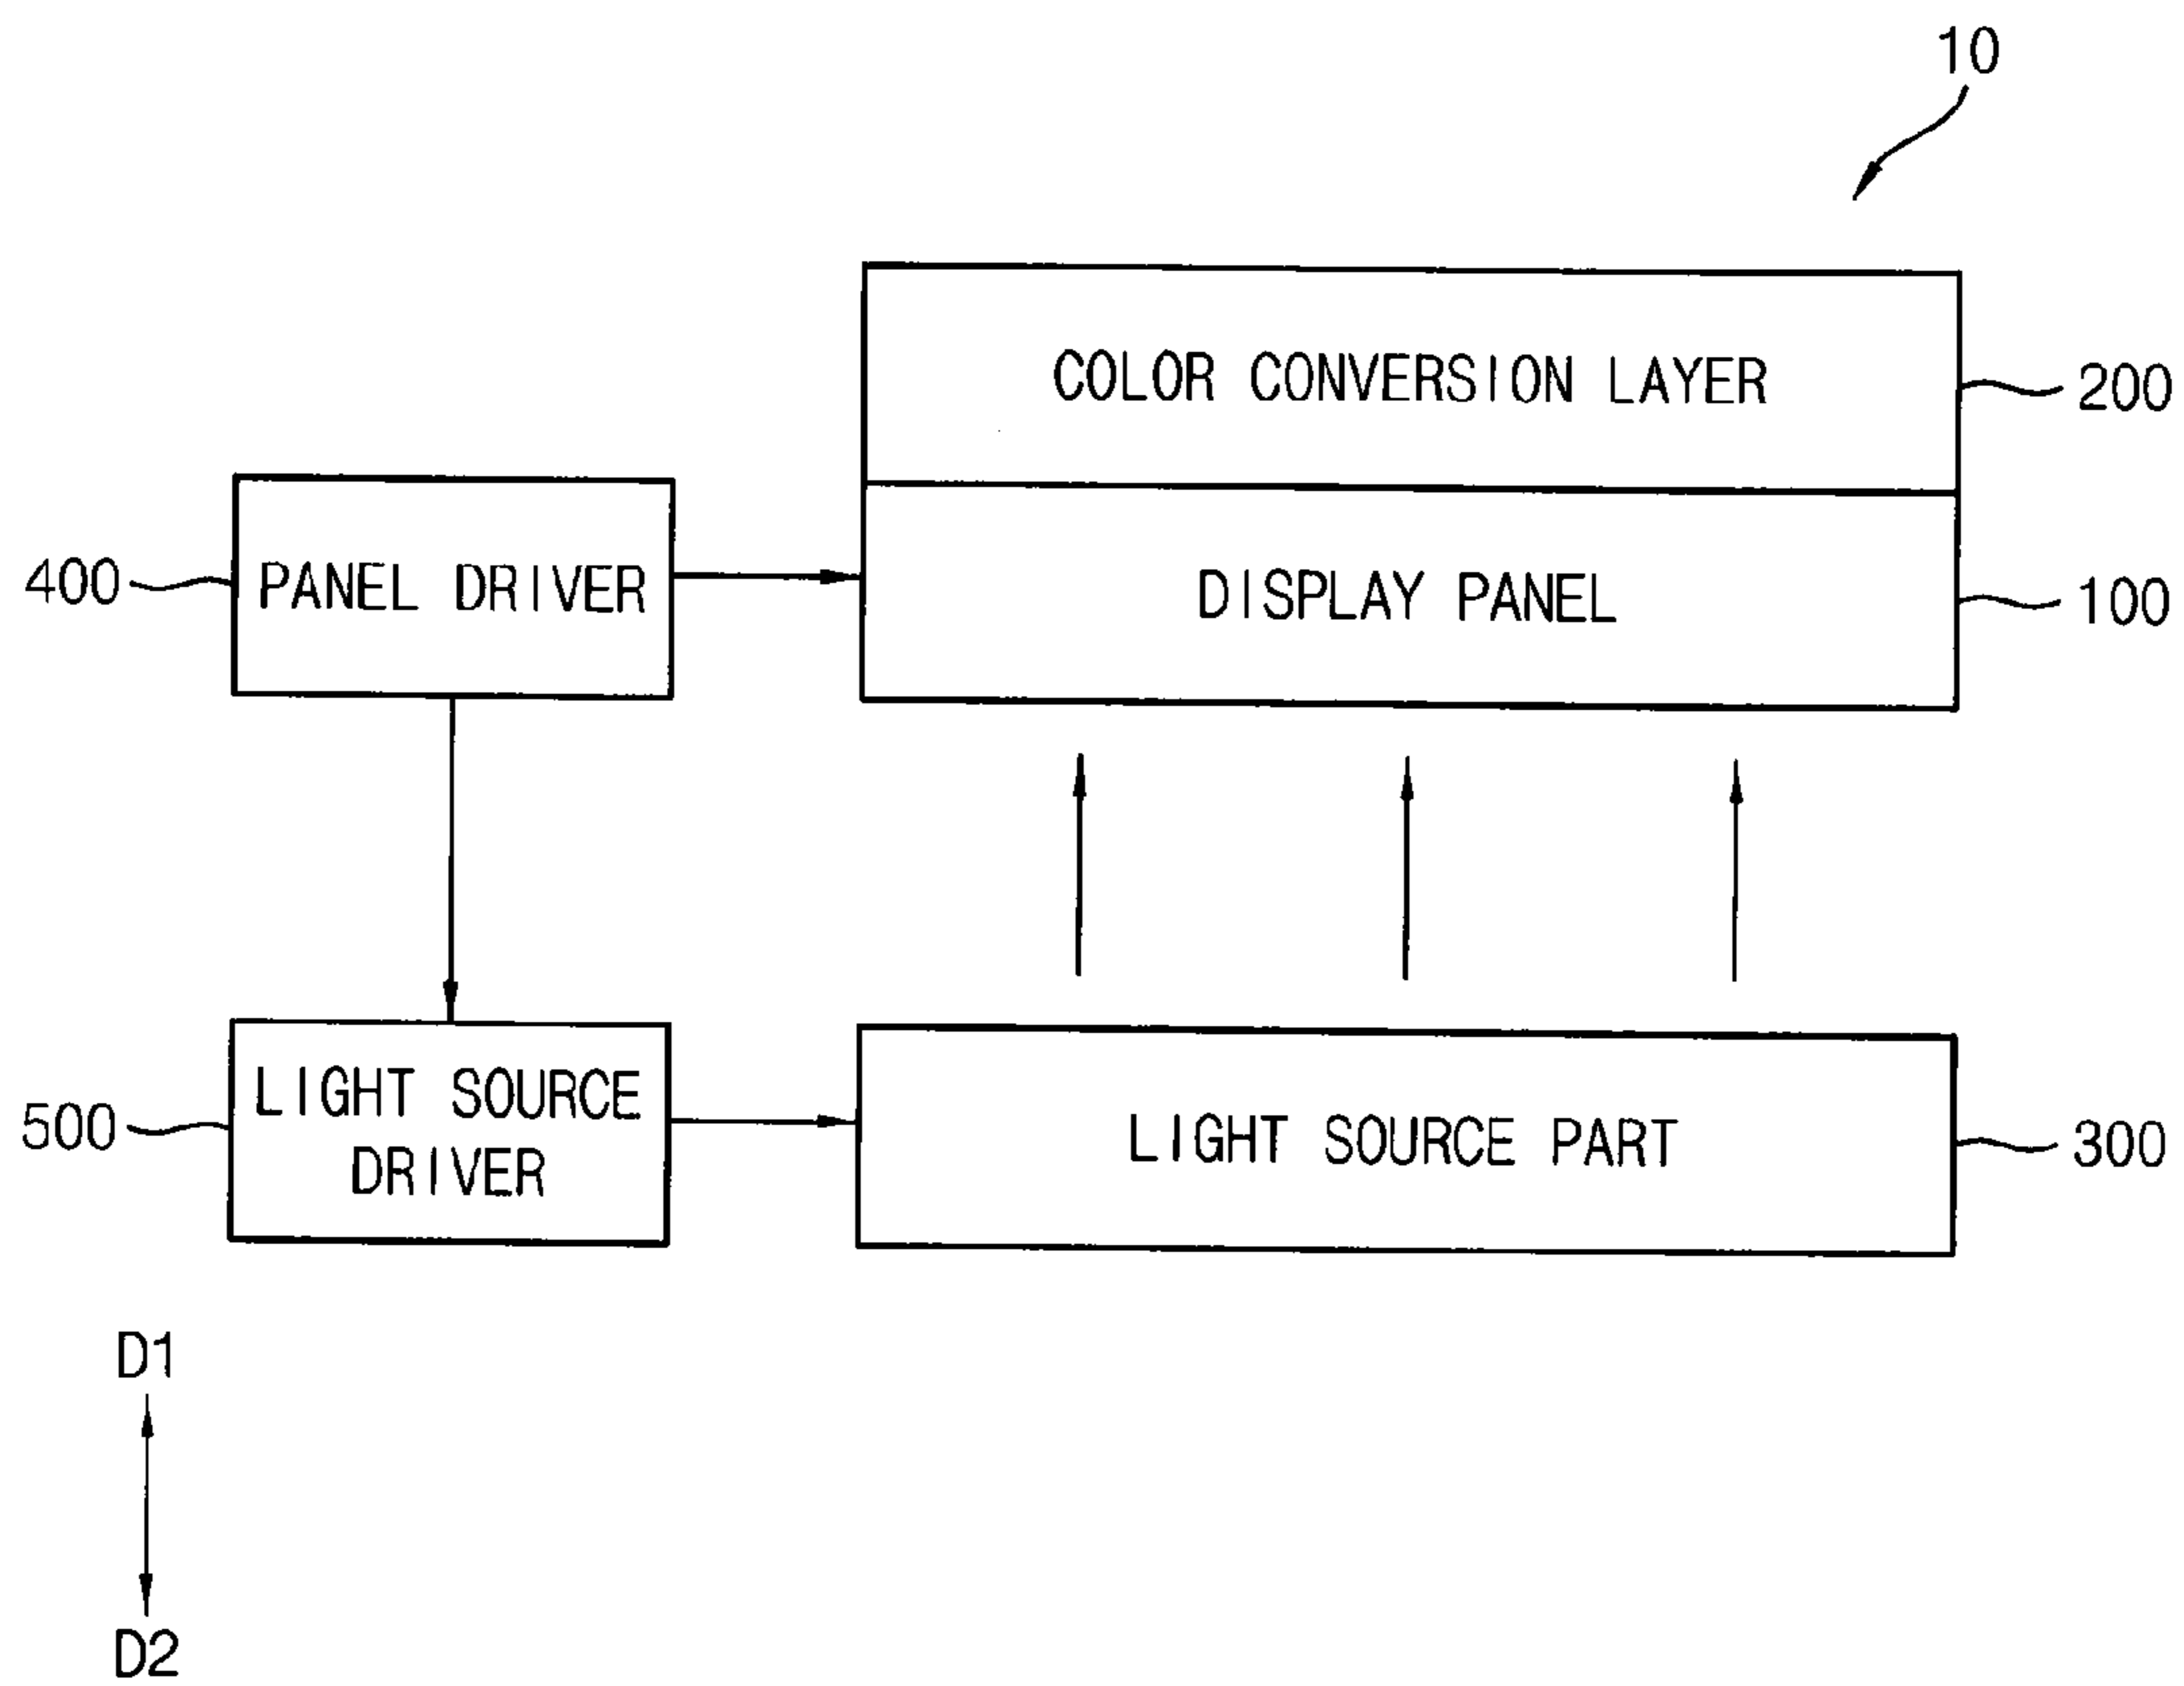 10
COLOR CONVERSION LAYER
200
400
PANEL DRIVER
DISPLAY PANEL
100
500
LIGHT SOURCE
DRIVER
LIGHT SOURCE PART
300
D1
D2